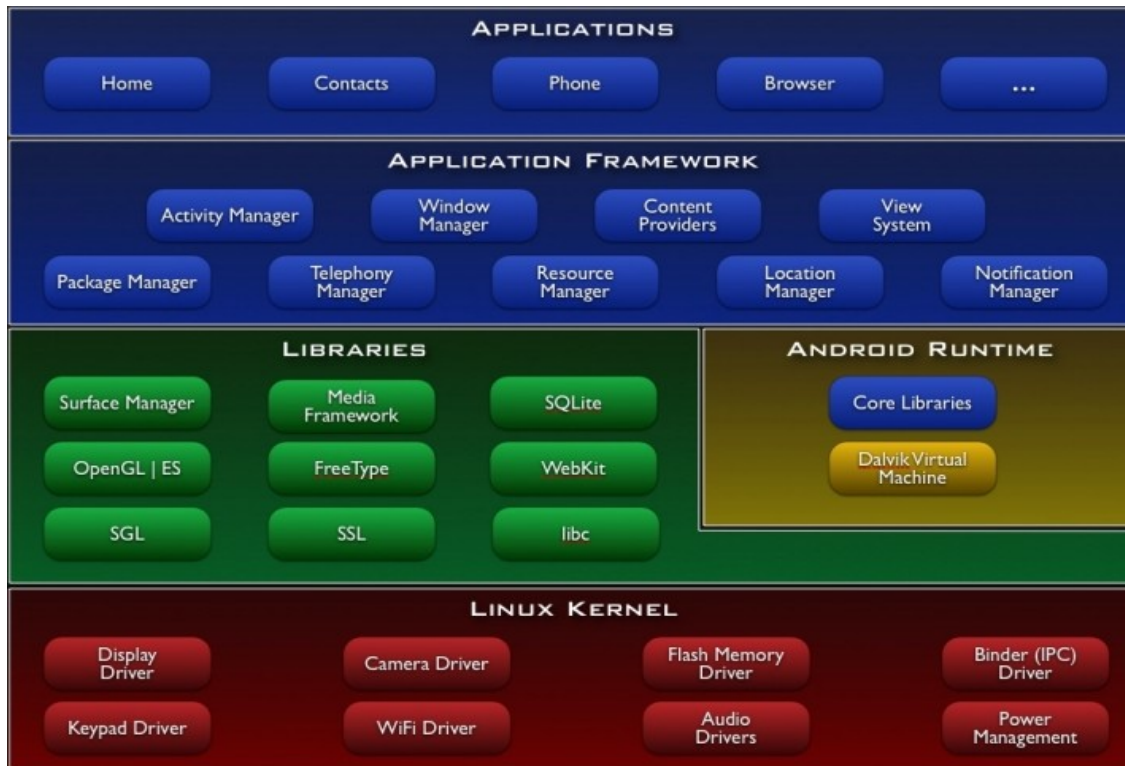 APPLICATIONS
Home
Contacts
Phone
Browser
...
APPLICATION FRAMEWORK
Activity Manager
Window
Manager
Content
Providers
View
System
Package Manager
Telephony
Manager
Resource
Manager
Location
Manager
Notification
Manager
LIBRARIES
Surface Manager
Media
Framework
SQLite
OpenGL | ES
FreeType
WebKit
SGL
SSL
libc
ANDROID RUNTIME
Core Libraries
Dalvik Virtual
Machine
LINUX KERNEL
Display
Driver
Camera Driver
Flash Memory
Driver
Binder (IPC)
Driver
Keypad Driver
WiFi Driver
Audio
Drivers
Power
Management